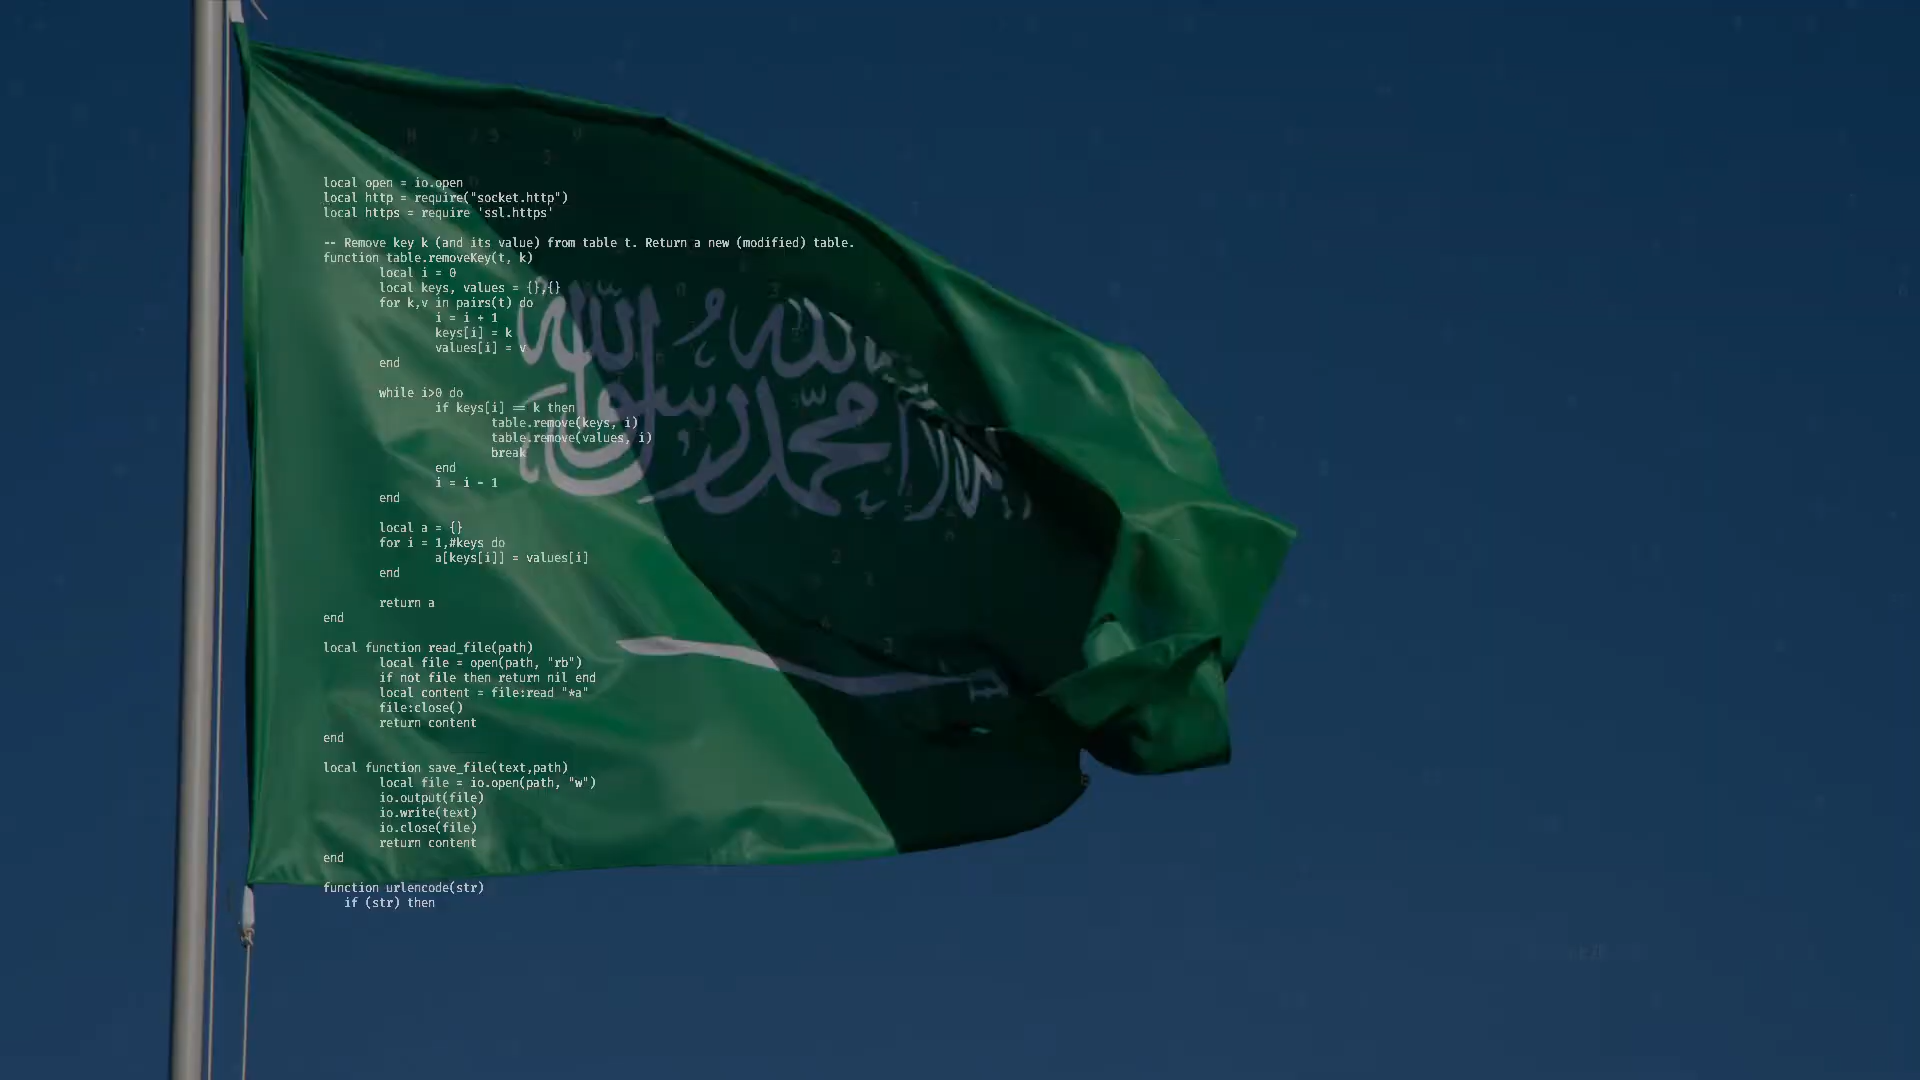 local open = io.open
local http = require("socket.http")
local https = require 'ssl.https'
-- Remove key k (and its value) from table t. Return a new (modified) table.
function table.removeKey(t, k)
local i = 0
local keys, values = {},{}
for k,v in pairs(t) do
i = i + 1
keys[i] = k
values[i] = v
end
while i>0 do
if keys[i] == k then
table.remove(keys, i)
table.remove(values, i)
break
end
i = i - 1
end
local a = {}
for i = 1,#keys do
a[keys[i]] = values[i]
end
return a
end
local function read_file(path)
local file = open(path, "rb")
if not file then return nil end
local content = file:read "*a"
file:close()
return content
end
local function save_file(text,path)
local file = io.open(path, "w")
io.output(file)
io.write(text)
io.close(file)
return content
end
function urlencode(str)
if (str) then
الله الله
محمد رسول